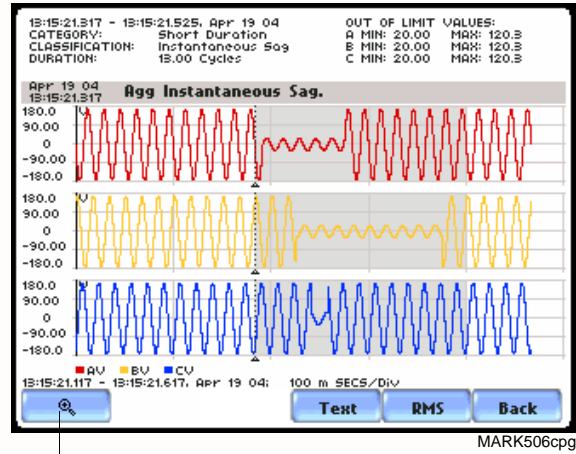 13:15:21.317 - 13:15:21.525, Apr 19 04 OUT OF LIMIT VALUES:
CATEGORY: Short Duration A MIN: 20.00 MAX: 120.3
CLASSIFICATION: Instantaneous Sag B MIN: 20.00 MAX: 120.3
DURATION: 13.00 Cycles C MIN: 20.00 MAX: 120.3
Apr 19 04
13:15:21.317 Agg Instantaneous Sag.
180.0
90.00
0
-90.00
-180.0
180.0
90.00
0
-90.00
-180.0
180.0
90.00
0
-90.00
-180.0
AV BV CV
13:15:21.117 - 13:15:21.617, Apr 19 04; 100 m SECS/Div
Text RMS Back
MARK506cpg